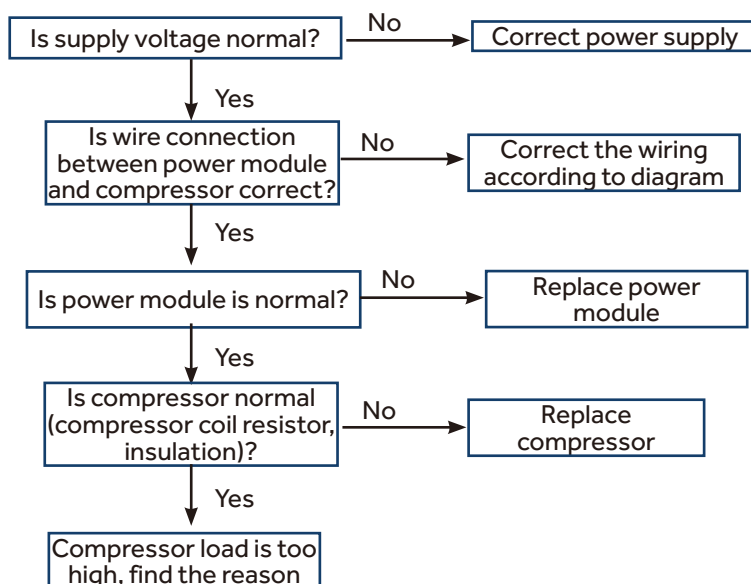 Is supply voltage normal?
No
Correct power supply
Yes
Is wire connection
between power module
and compressor correct?
No
Correct the wiring
according to diagram
Yes
Is power module is normal?
No
Replace power
module
Yes
Is compressor normal
(compressor coil resistor,
insulation)?
No
Replace
compressor
Yes
Compressor load is too
high, find the reason